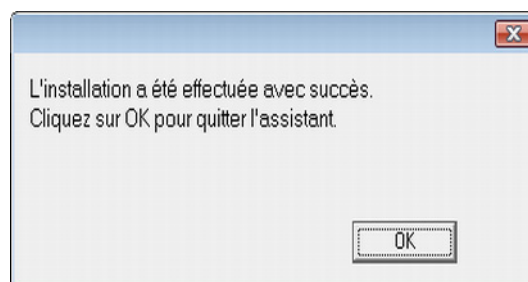 L'installation a été effectuée avec succès.
Cliquez sur OK pour quitter l'assistant.
OK